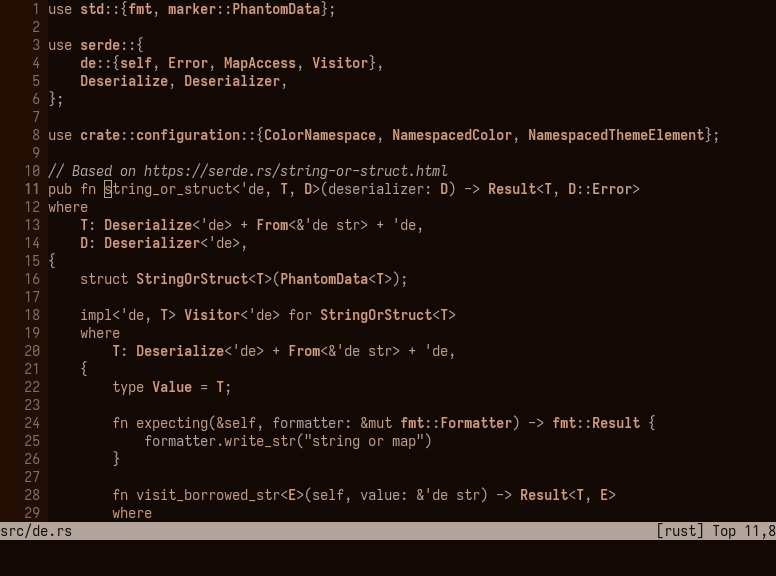 1 use std::{fmt, marker::PhantomData};
2
3 use serde::{
4     de::{self, Error, MapAccess, Visitor},
5     Deserialize, Deserializer,
6 };
7
8 use crate::configuration::{ColorNamespace, NamespacedColor, NamespacedThemeElement};
9
10 // Based on https://serde.rs/string-or-struct.html
11 pub fn string_or_struct<'de, T, D>(deserializer: D) -> Result<T, D::Error>
12 where
13     T: Deserialize<'de> + From<&'de str> + 'de,
14     D: Deserializer<'de>,
15 {
16     struct StringOrStruct<T>(PhantomData<T>);
17
18     impl<'de, T> Visitor<'de> for StringOrStruct<T>
19     where
20         T: Deserialize<'de> + From<&'de str> + 'de,
21     {
22         type Value = T;
23
24         fn expecting(&self, formatter: &mut fmt::Formatter) -> fmt::Result {
25             formatter.write_str("string or map")
26         }
27
28         fn visit_borrowed_str<E>(self, value: &'de str) -> Result<T, E>
29         where
src/de.rs [rust] Top 11,8